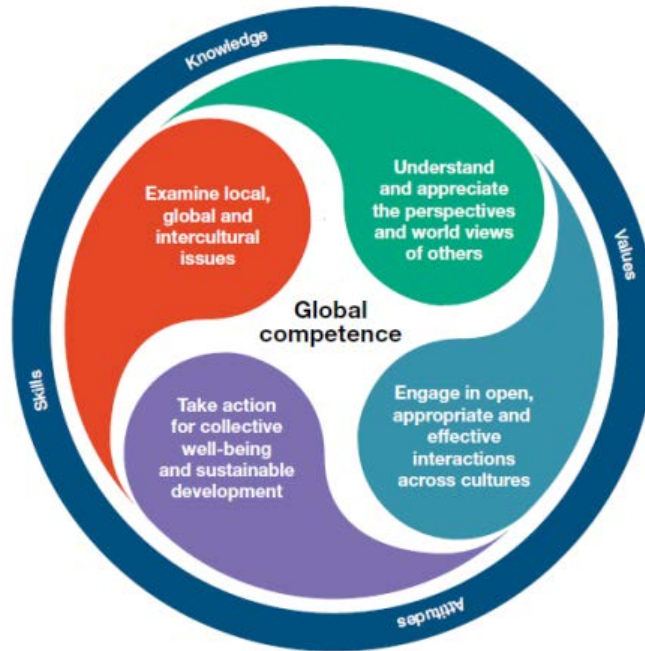 Knowledge
Examine local,
global and
intercultural
issues
Understand
and appreciate
the perspectives
and world views
of others
Values
Global
competence
Skills
Take action
for collective
well-being
and sustainable
development
Engage in open,
appropriate and
effective
interactions
across cultures
Attitudes